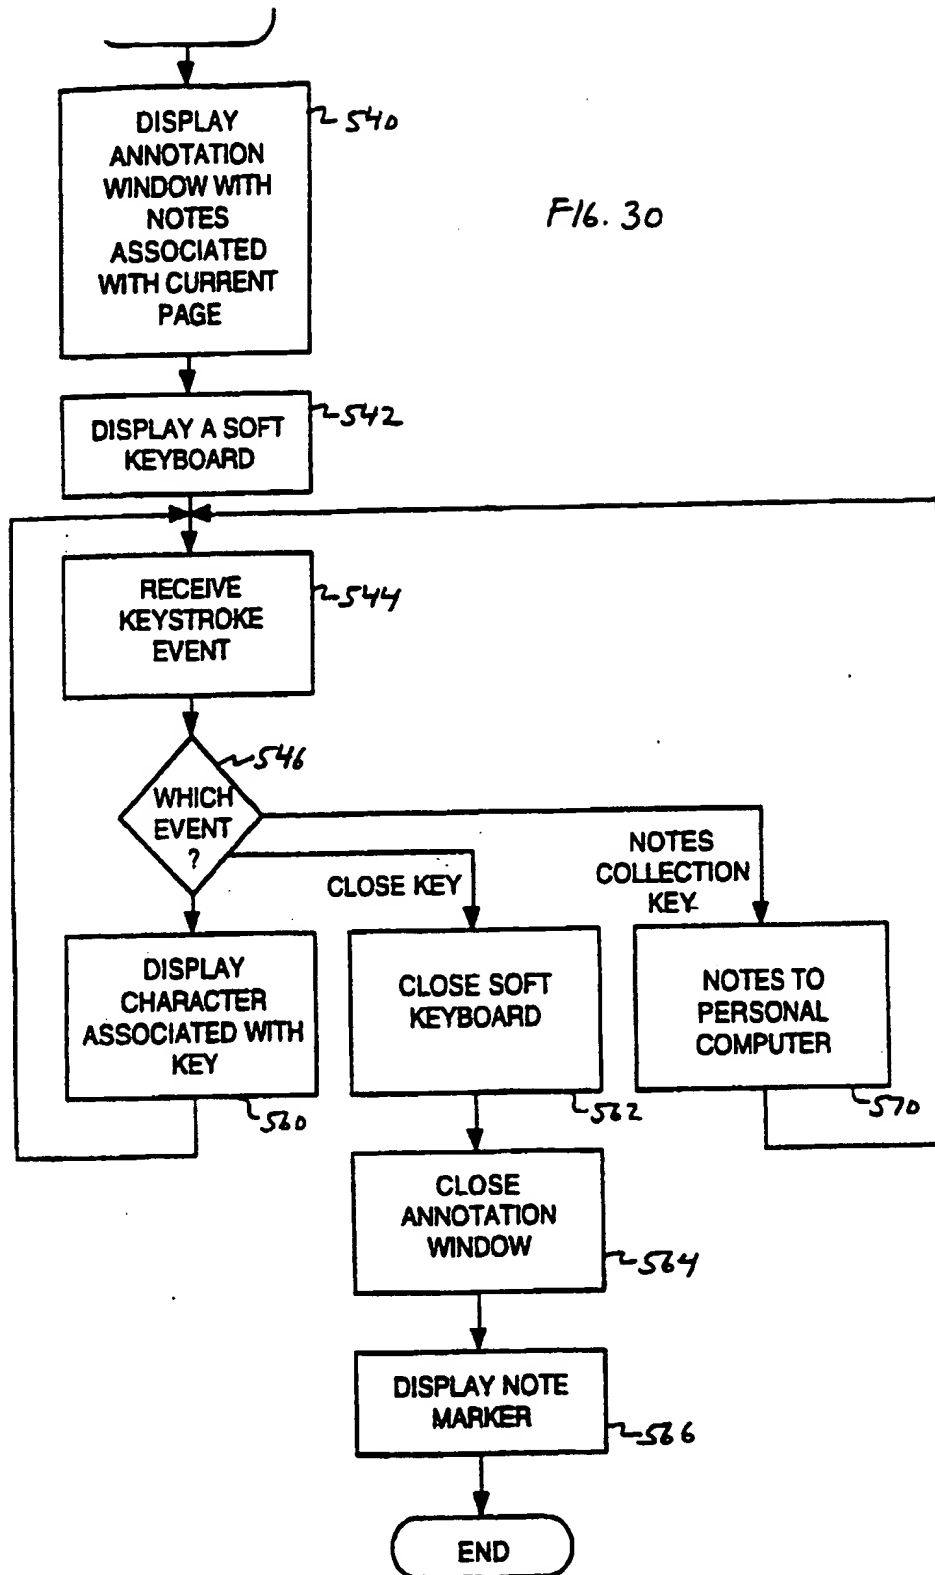 DISPLAY
ANNOTATION
WINDOW WITH
NOTES
ASSOCIATED
WITH CURRENT
PAGE
540
FIG. 30
DISPLAY A SOFT
KEYBOARD
542
RECEIVE
KEYSTROKE
EVENT
544
WHICH
EVENT
?
546
CLOSE KEY
NOTES
COLLECTION
KEY
DISPLAY
CHARACTER
ASSOCIATED WITH
KEY
560
CLOSE SOFT
KEYBOARD
562
NOTES TO
PERSONAL
COMPUTER
570
CLOSE
ANNOTATION
WINDOW
564
DISPLAY NOTE
MARKER
566
END